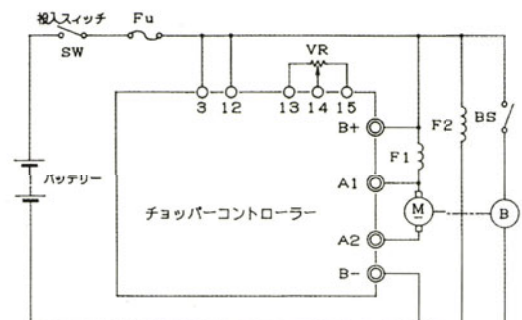 投入スイッチ
Fu
SW
VR
3 12 13 14 15
B+
F1
F2
BS
バッテリー
A1
チョッパーコントローラー
M
B
A2
B-